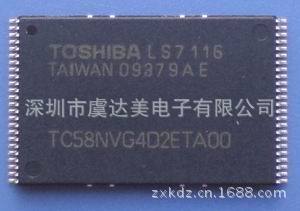 TOSHIBA LS7116
TAIWAN 09379AE
深圳市虞达美电子有限公司
TC58NVG4D2ETA00
zxkdz.cn.1688.com